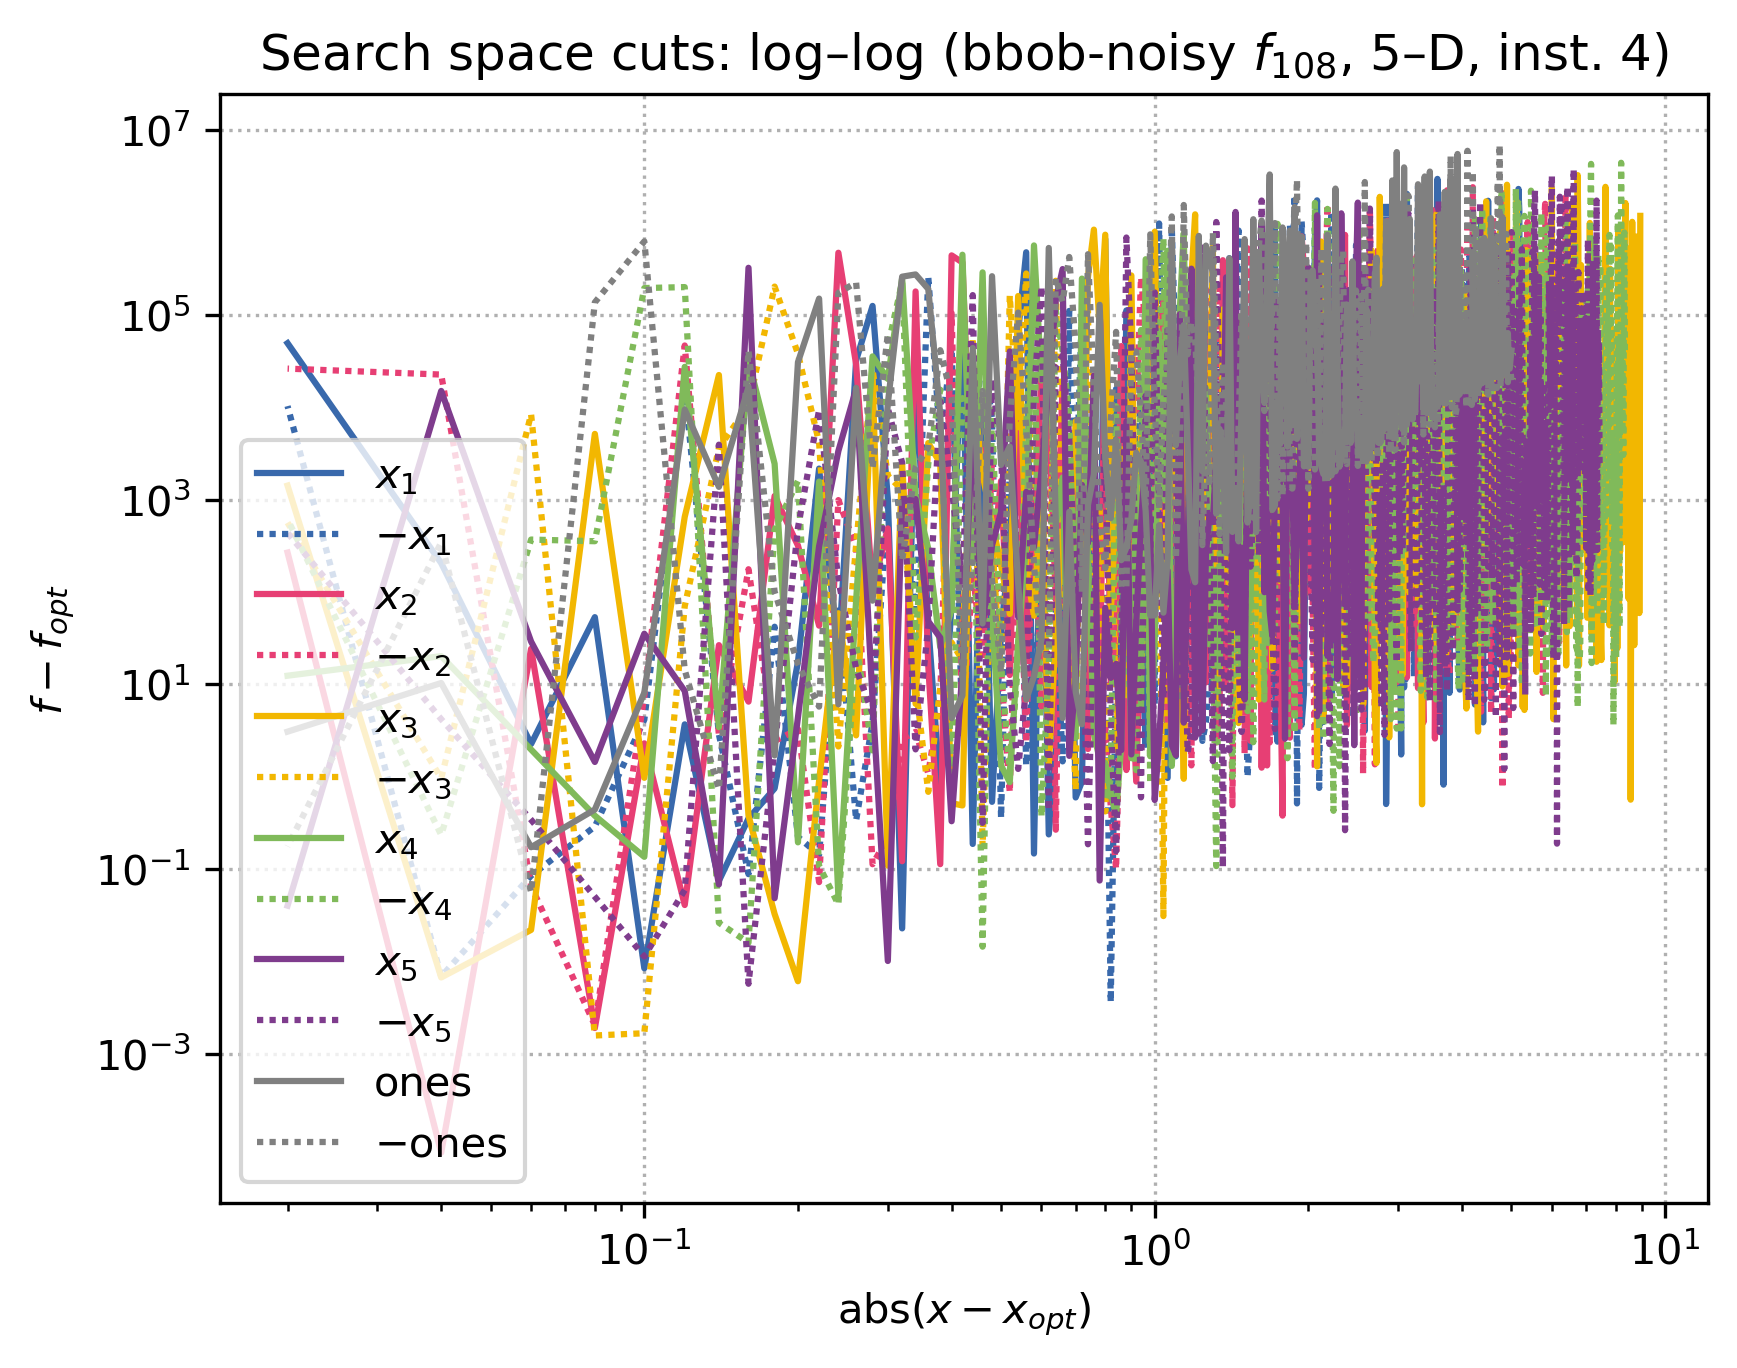 Search space cuts: log–log (bbob-noisy $f_{108}$, 5–D, inst. 4)
$10^{7}$
$10^{5}$
$10^{3}$
$10^{1}$
$10^{-1}$
$10^{-3}$
$f - f_{opt}$
$x_1$
$-x_1$
$x_2$
$-x_2$
$x_3$
$-x_3$
$x_4$
$-x_4$
$x_5$
$-x_5$
ones
−ones
$10^{-1}$ $10^{0}$ $10^{1}$
abs($x - x_{opt}$)